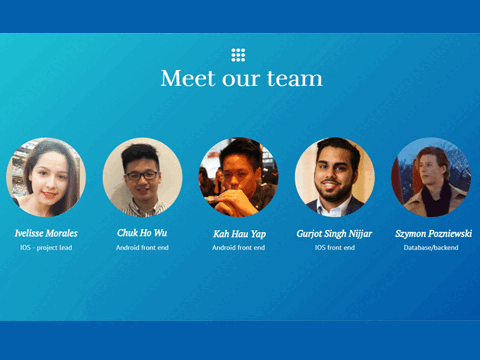 Meet our team
Ivelisse Morales
Chuk Ho Wu
Kah Hau Yap
Gurjot Singh Nijjar
Szymon Pozniewski
IOS - project lead
Android front end
Android front end
IOS front end
Database/backend